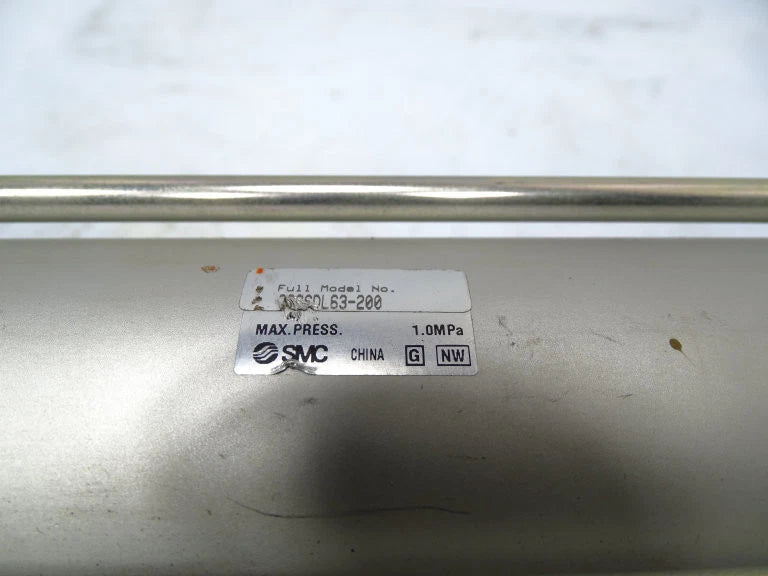 Full Model No.
MAX.PRESS. 1.0MPa
SMC CHINA G NW